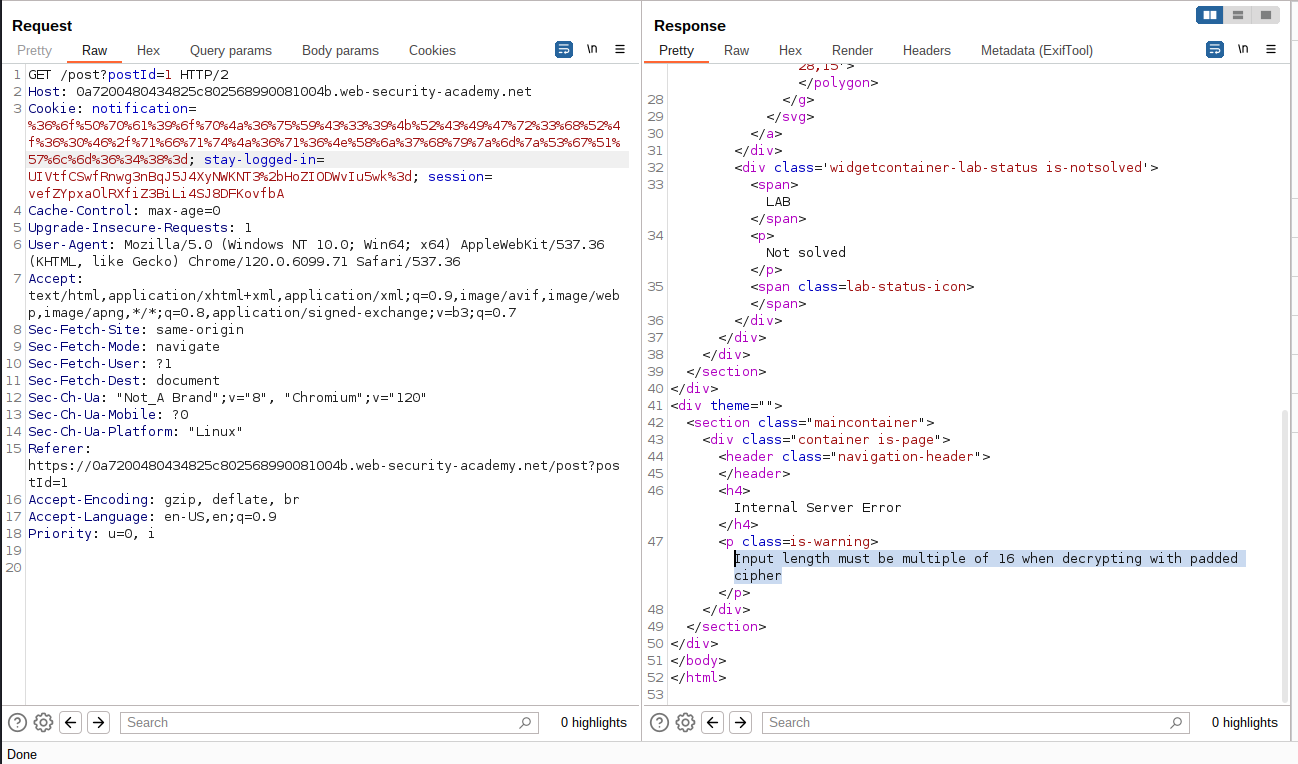 Request
Pretty Raw Hex Query params Body params Cookies \n
1 GET /post?postId=1 HTTP/2
2 Host: 0a7200480434825c802568990081004b.web-security-academy.net
3 Cookie: notification=
%36%6f%50%70%61%39%6f%70%4a%36%75%59%43%33%39%4b%52%43%49%47%72%33%68%52%4
f%36%30%46%2f%71%66%71%74%4a%36%71%36%4e%58%6a%37%68%79%7a%6d%7a%53%67%51%
57%6c%6d%36%34%38%3d; stay-logged-in=
UIVtfCSwfRnwg3nBqJ5J4XyNWKNT3%2bHoZIODWvIu5wk%3d; session=
vefZYpxaOlRXfiZ3BiLi4SJ8DFKovfbA
4 Cache-Control: max-age=0
5 Upgrade-Insecure-Requests: 1
6 User-Agent: Mozilla/5.0 (Windows NT 10.0; Win64; x64) AppleWebKit/537.36
(KHTML, like Gecko) Chrome/120.0.6099.71 Safari/537.36
7 Accept:
text/html,application/xhtml+xml,application/xml;q=0.9,image/avif,image/web
p,image/apng,*/*;q=0.8,application/signed-exchange;v=b3;q=0.7
8 Sec-Fetch-Site: same-origin
9 Sec-Fetch-Mode: navigate
10 Sec-Fetch-User: ?1
11 Sec-Fetch-Dest: document
12 Sec-Ch-Ua: "Not_A Brand";v="8", "Chromium";v="120"
13 Sec-Ch-Ua-Mobile: ?0
14 Sec-Ch-Ua-Platform: "Linux"
15 Referer:
https://0a7200480434825c802568990081004b.web-security-academy.net/post?pos
tId=1
16 Accept-Encoding: gzip, deflate, br
17 Accept-Language: en-US,en;q=0.9
18 Priority: u=0, i
19
20
Search 0 highlights
Done
Response
Pretty Raw Hex Render Headers Metadata (ExifTool) \n
28,15'>
</polygon>
28 </g>
29 </svg>
30 </a>
31 </div>
32 <div class='widgetcontainer-lab-status is-notsolved'>
33 <span>
LAB
</span>
34 <p>
Not solved
</p>
35 <span class=lab-status-icon>
</span>
36 </div>
37 </div>
38 </div>
39 </section>
40 </div>
41 <div theme="">
42 <section class="maincontainer">
43 <div class="container is-page">
44 <header class="navigation-header">
45 </header>
46 <h4>
Internal Server Error
</h4>
47 <p class=is-warning>
Input length must be multiple of 16 when decrypting with padded
cipher
</p>
48 </div>
49 </section>
50 </div>
51 </body>
52 </html>
53
Search 0 highlights